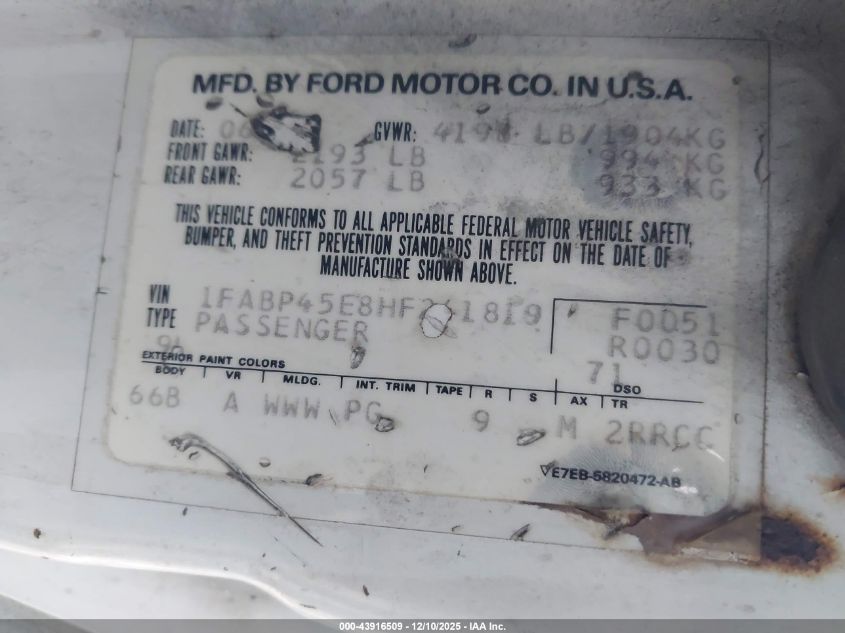 MFD. BY FORD MOTOR CO. IN U.S.A.
DATE: GVWR: LB/1904KG
FRONT GAWR: 2193 LB 994 KG
REAR GAWR: 2057 LB 933 KG
THIS VEHICLE CONFORMS TO ALL APPLICABLE FEDERAL MOTOR VEHICLE SAFETY,
BUMPER, AND THEFT PREVENTION STANDARDS IN EFFECT ON THE DATE OF
MANUFACTURE SHOWN ABOVE.
VIN F0051
TYPE PASSENGER R0030
71
EXTERIOR PAINT COLORS DSO
BODY VR MLDG. INT. TRIM TAPE R S AX TR
66B A WWW PG 9 M 2RRCC
E7EB-5820472-AB
000-43916509 — 12/10/2025 — IAA Inc.